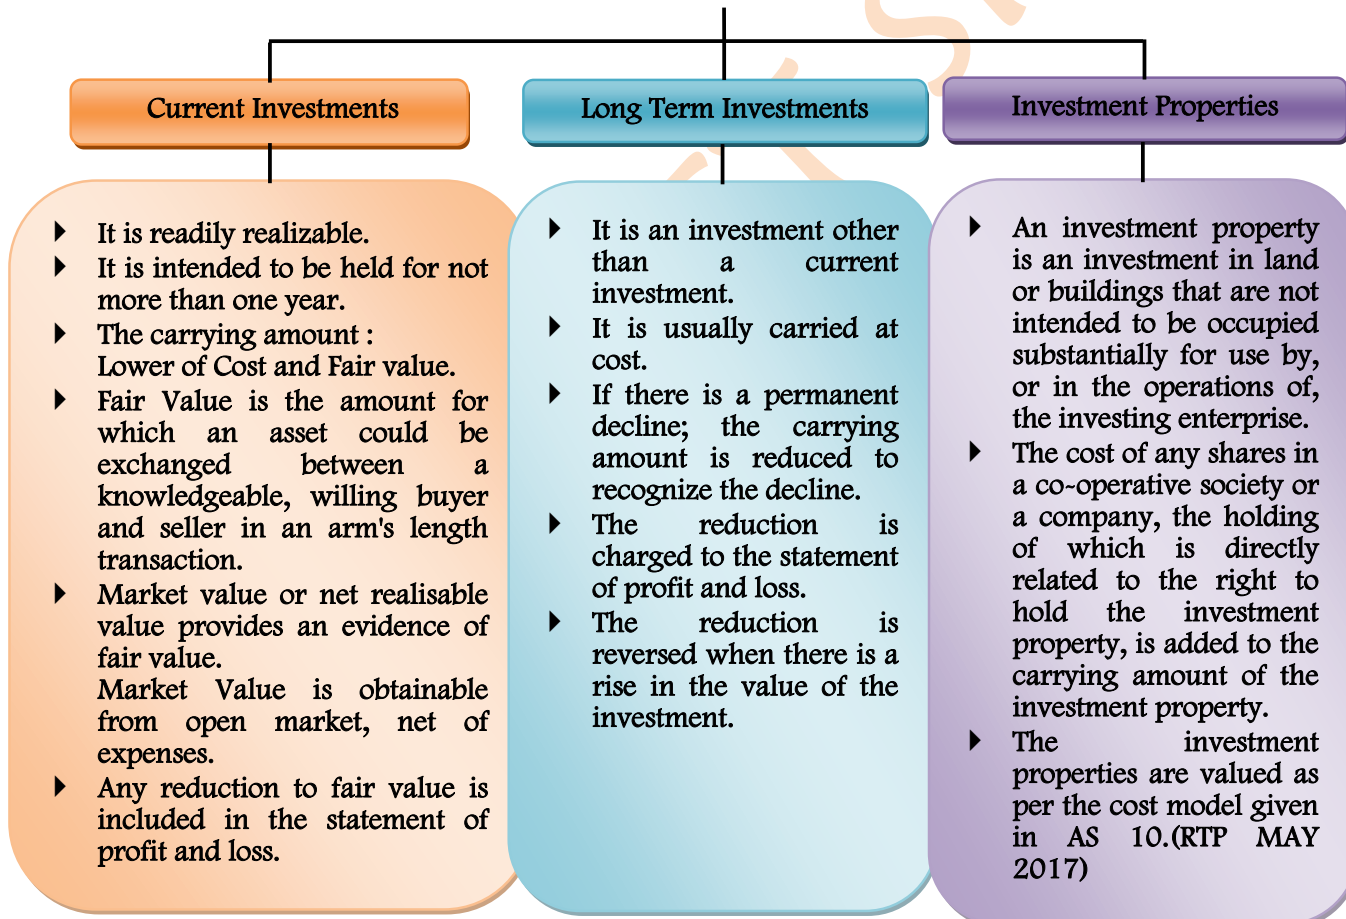 Current Investments
It is readily realizable.
It is intended to be held for not
more than one year.
The carrying amount :
Lower of Cost and Fair value.
Fair Value is the amount for
which an asset could be
exchanged between a
knowledgeable, willing buyer
and seller in an arm's length
transaction.
Market value or net realisable
value provides an evidence of
fair value.
Market Value is obtainable
from open market, net of
expenses.
Any reduction to fair value is
included in the statement of
profit and loss.
Long Term Investments
It is an investment other
than a current
investment.
It is usually carried at
cost.
If there is a permanent
decline; the carrying
amount is reduced to
recognize the decline.
The reduction is
charged to the statement
of profit and loss.
The reduction is
reversed when there is a
rise in the value of the
investment.
Investment Properties
An investment property
is an investment in land
or buildings that are not
intended to be occupied
substantially for use by,
or in the operations of,
the investing enterprise.
The cost of any shares in
a co-operative society or
a company, the holding
of which is directly
related to the right to
hold the investment
property, is added to the
carrying amount of the
investment property.
The investment
properties are valued as
per the cost model given
in AS 10.(RTP MAY
2017)